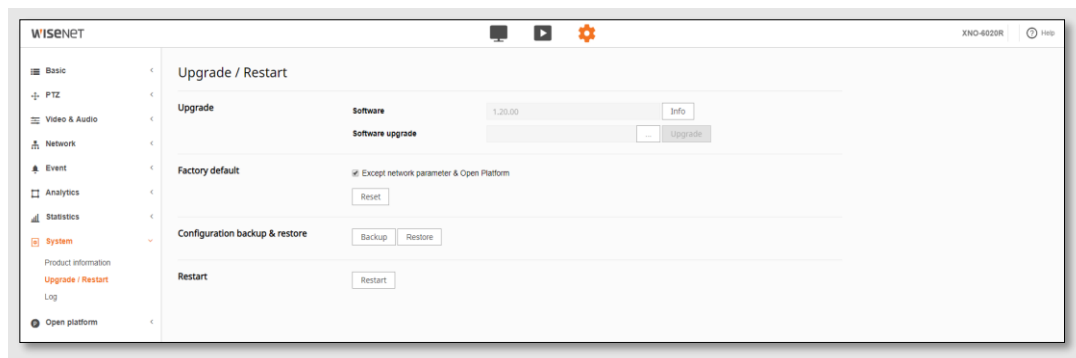 WISENET
XNO-6020R
? Help
Basic
PTZ
Video & Audio
Network
Event
Analytics
Statistics
System
Product information
Upgrade / Restart
Log
Open platform
Upgrade / Restart
Upgrade
Software
1.20.00
Info
Software upgrade
...
Upgrade
Factory default
Except network parameter & Open Platform
Reset
Configuration backup & restore
Backup
Restore
Restart
Restart